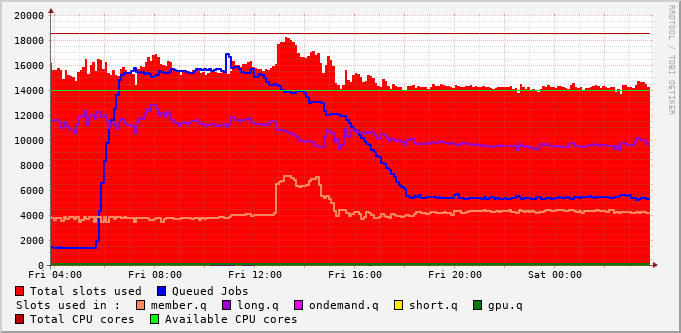 RRDTOOL / TOBI OETIKER
20000
18000
16000
14000
12000
10000
8000
6000
4000
2000
0
Fri 04:00 Fri 08:00 Fri 12:00 Fri 16:00 Fri 20:00 Sat 00:00
Total slots used Queued Jobs
Slots used in : member.q long.q ondemand.q short.q gpu.q
Total CPU cores Available CPU cores